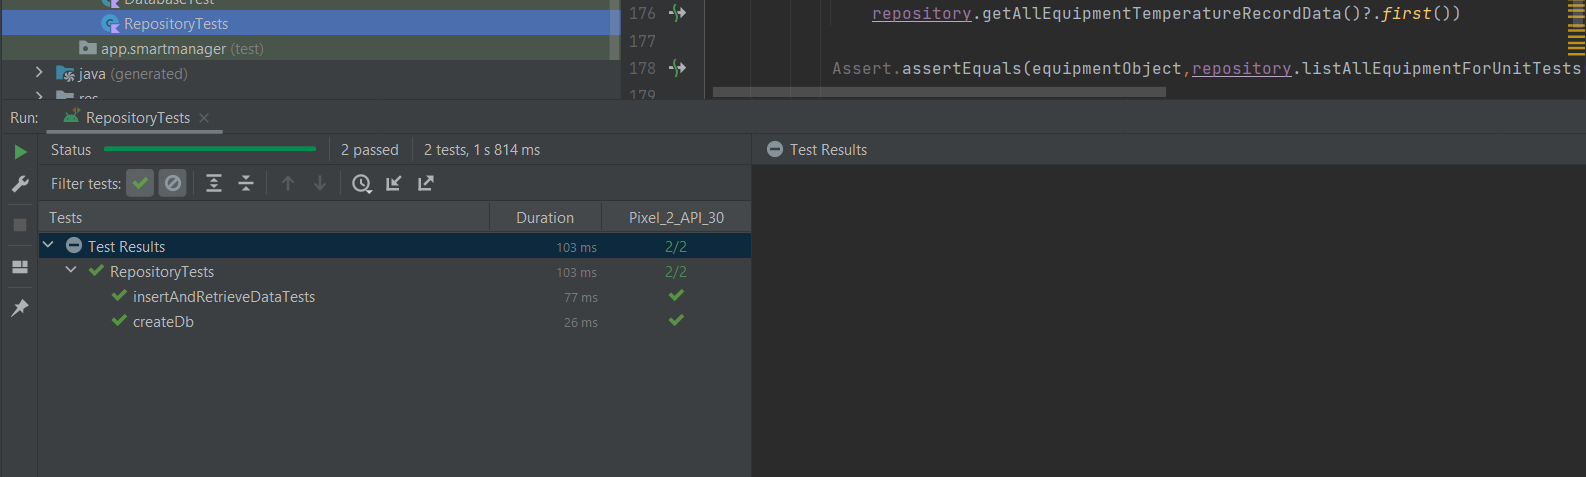 DatabaseTest
RepositoryTests
app.smartmanager (test)
java (generated)
res
176 repository.getAllEquipmentTemperatureRecordData()?.first())
177
178 Assert.assertEquals(equipmentObject,repository.listAllEquipmentForUnitTests
179
Run: RepositoryTests
Status 2 passed 2 tests, 1 s 814 ms
Test Results
Filter tests:
Tests Duration Pixel_2_API_30
Test Results 103 ms 2/2
RepositoryTests 103 ms 2/2
insertAndRetrieveDataTests 77 ms
createDb 26 ms